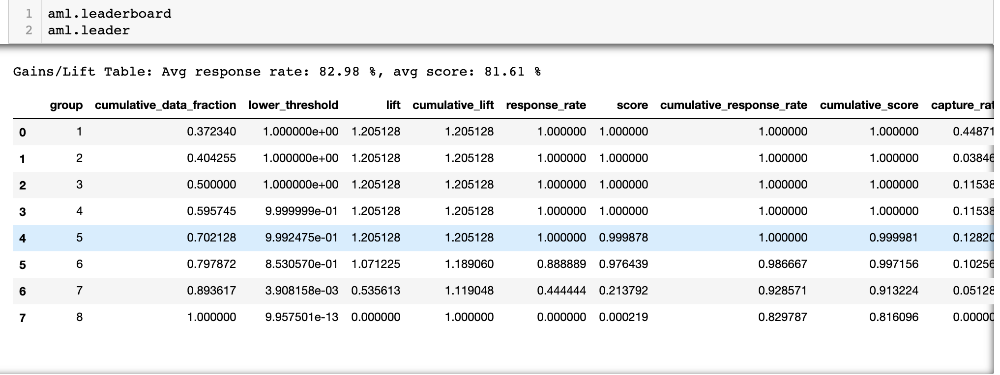 1 aml.leaderboard
2 aml.leader
Gains/Lift Table: Avg response rate: 82.98 %, avg score: 81.61 %
group cumulative_data_fraction lower_threshold lift cumulative_lift response_rate score cumulative_response_rate cumulative_score capture_rat
0 1 0.372340 1.000000e+00 1.205128 1.205128 1.000000 1.000000 1.000000 1.000000 0.44871
1 2 0.404255 1.000000e+00 1.205128 1.205128 1.000000 1.000000 1.000000 1.000000 0.03846
2 3 0.500000 1.000000e+00 1.205128 1.205128 1.000000 1.000000 1.000000 1.000000 0.11538
3 4 0.595745 9.999999e-01 1.205128 1.205128 1.000000 1.000000 1.000000 1.000000 0.11538
4 5 0.702128 9.992475e-01 1.205128 1.205128 1.000000 0.999878 1.000000 0.999981 0.12820
5 6 0.797872 8.530570e-01 1.071225 1.189060 0.888889 0.976439 0.986667 0.997156 0.10256
6 7 0.893617 3.908158e-03 0.535613 1.119048 0.444444 0.213792 0.928571 0.913224 0.05128
7 8 1.000000 9.957501e-13 0.000000 1.000000 0.000000 0.000219 0.829787 0.816096 0.00000